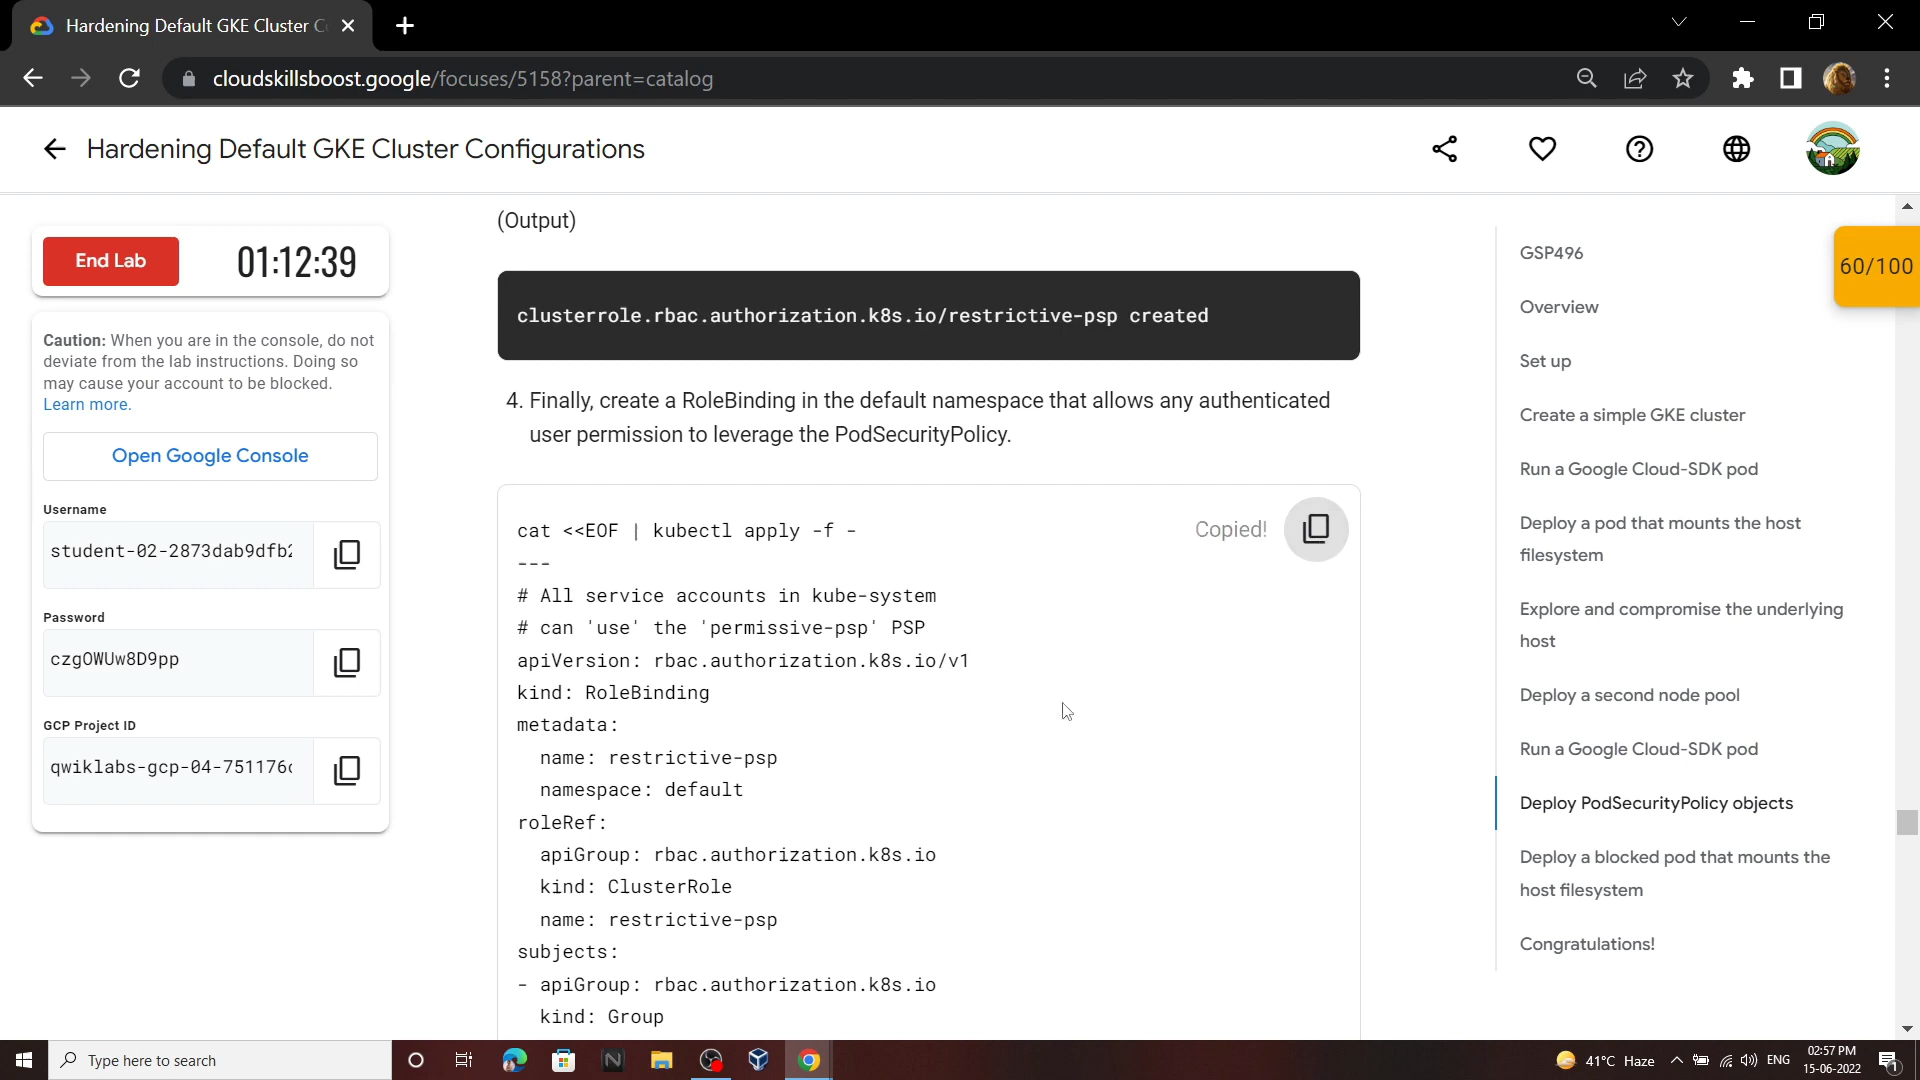 Hardening Default GKE Cluster C
cloudskillsboost.google/focuses/5158?parent=catalog
Hardening Default GKE Cluster Configurations
End Lab
01:12:39
Caution: When you are in the console, do not
deviate from the lab instructions. Doing so
may cause your account to be blocked.
Learn more.
Open Google Console
Username
student-02-2873dab9dfb2
Password
czgOWUw8D9pp
GCP Project ID
qwiklabs-gcp-04-751176
(Output)
clusterrole.rbac.authorization.k8s.io/restrictive-psp created
4. Finally, create a RoleBinding in the default namespace that allows any authenticated
user permission to leverage the PodSecurityPolicy.
Copied!
cat <<EOF | kubectl apply -f -
---
# All service accounts in kube-system
# can 'use' the 'permissive-psp' PSP
apiVersion: rbac.authorization.k8s.io/v1
kind: RoleBinding
metadata:
name: restrictive-psp
namespace: default
roleRef:
apiGroup: rbac.authorization.k8s.io
kind: ClusterRole
name: restrictive-psp
subjects:
- apiGroup: rbac.authorization.k8s.io
kind: Group
GSP496
Overview
Set up
Create a simple GKE cluster
Run a Google Cloud-SDK pod
Deploy a pod that mounts the host
filesystem
Explore and compromise the underlying
host
Deploy a second node pool
Run a Google Cloud-SDK pod
Deploy PodSecurityPolicy objects
Deploy a blocked pod that mounts the
host filesystem
Congratulations!
60/100
Type here to search
41°C Haze
ENG
02:57 PM
15-06-2022
1